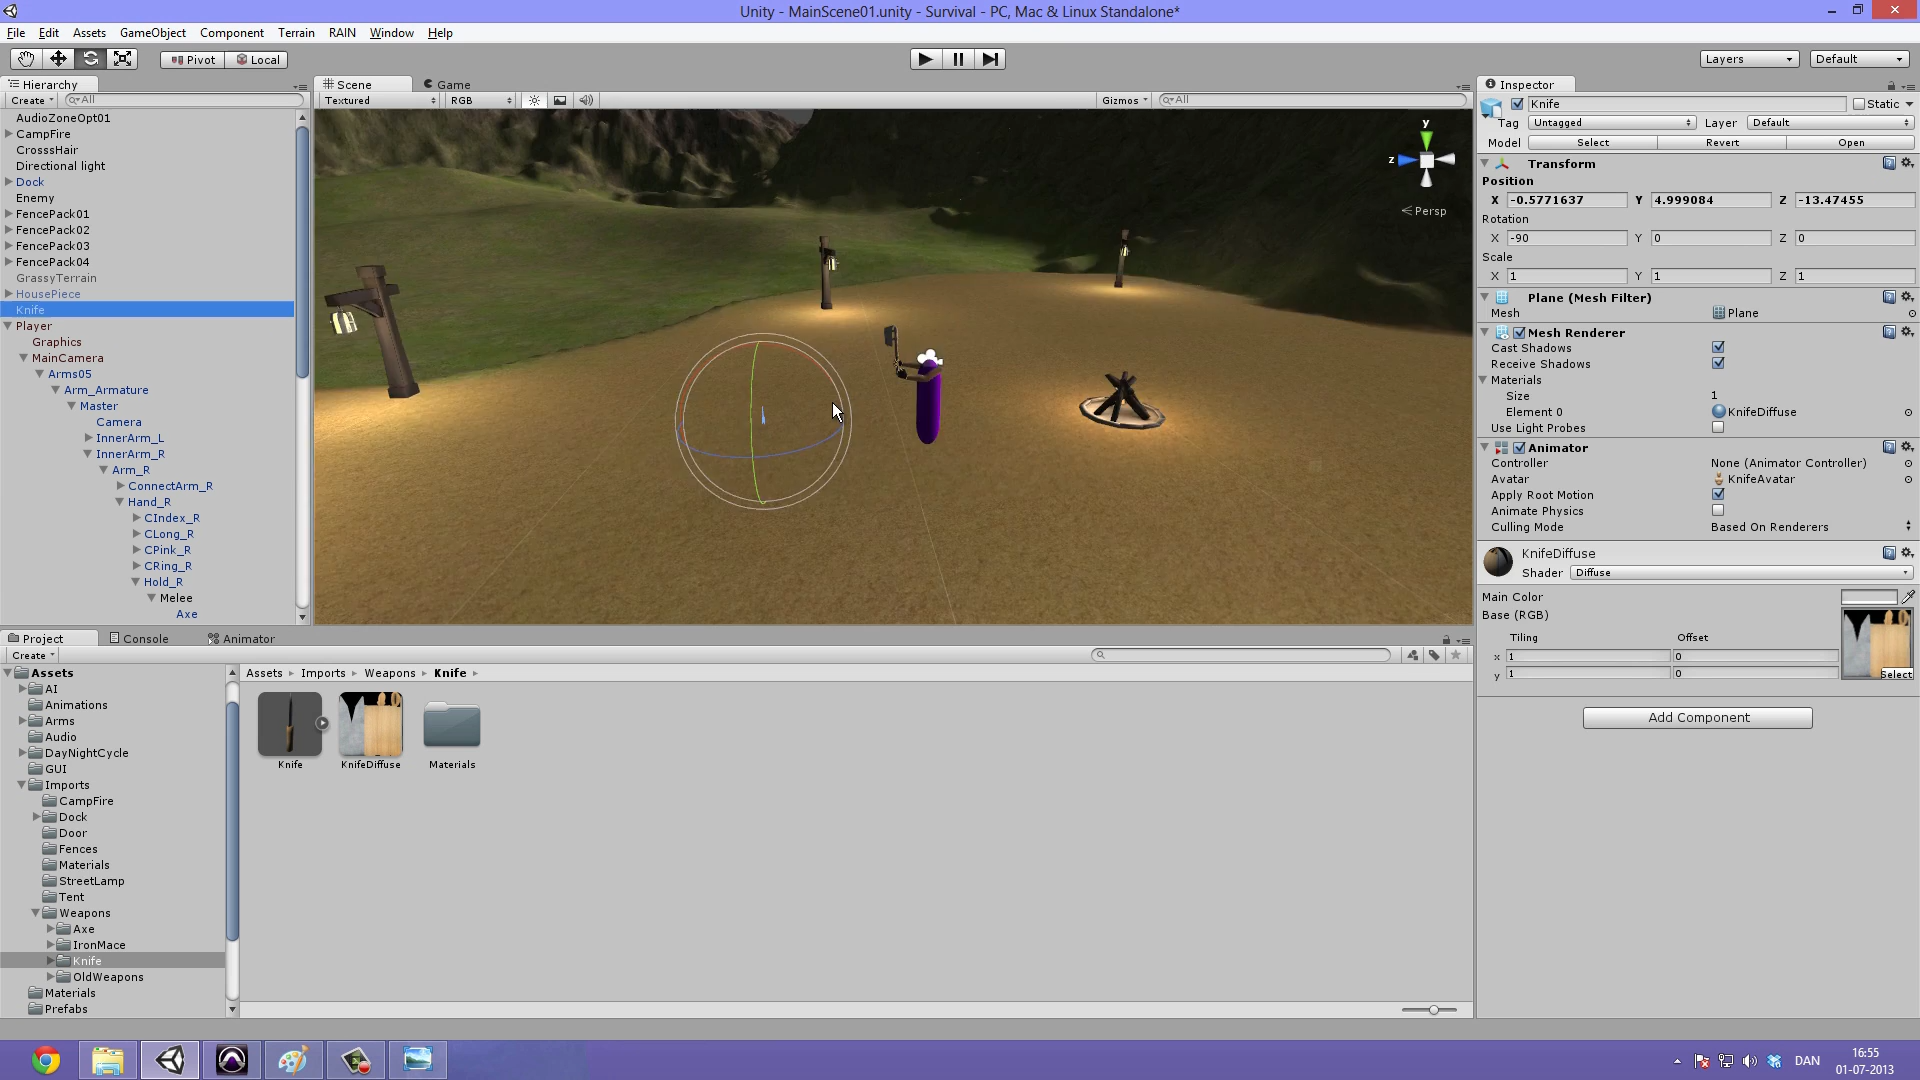 Unity - MainScene01.unity - Survival - PC, Mac & Linux Standalone*
File Edit Assets GameObject Component Terrain RAIN Window Help
Pivot Local Layers Default
Hierarchy
Create All
AudioZoneOpt01
CampFire
CrosssHair
Directional light
Dock
Enemy
FencePack01
FencePack02
FencePack03
FencePack04
GrassyTerrain
HousePiece
Knife
Player
Graphics
MainCamera
Arms05
Arm_Armature
Master
Camera
InnerArm_L
InnerArm_R
Arm_R
ConnectArm_R
Hand_R
CIndex_R
CLong_R
CPink_R
CRing_R
Hold_R
Melee
Axe
Scene Game
Textured RGB Gizmos All
y
z
Persp
Inspector
Knife Static
Tag Untagged Layer Default
Model Select Revert Open
Transform
Position
X -0.5771637 Y 4.999084 Z -13.47455
Rotation
X -90 Y 0 Z 0
Scale
X 1 Y 1 Z 1
Plane (Mesh Filter)
Mesh Plane
Mesh Renderer
Cast Shadows
Receive Shadows
Materials
Size 1
Element 0 KnifeDiffuse
Use Light Probes
Animator
Controller None (Animator Controller)
Avatar KnifeAvatar
Apply Root Motion
Animate Physics
Culling Mode Based On Renderers
KnifeDiffuse
Shader Diffuse
Main Color
Base (RGB)
Tiling Offset
x 1 0
y 1 0
Select
Add Component
Project Console Animator
Create
Assets
AI
Animations
Arms
Audio
DayNightCycle
GUI
Imports
CampFire
Dock
Door
Fences
Materials
StreetLamp
Tent
Weapons
Axe
IronMace
Knife
OldWeapons
Materials
Prefabs
Assets Imports Weapons Knife
Knife KnifeDiffuse Materials
DAN
16:55
01-07-2013